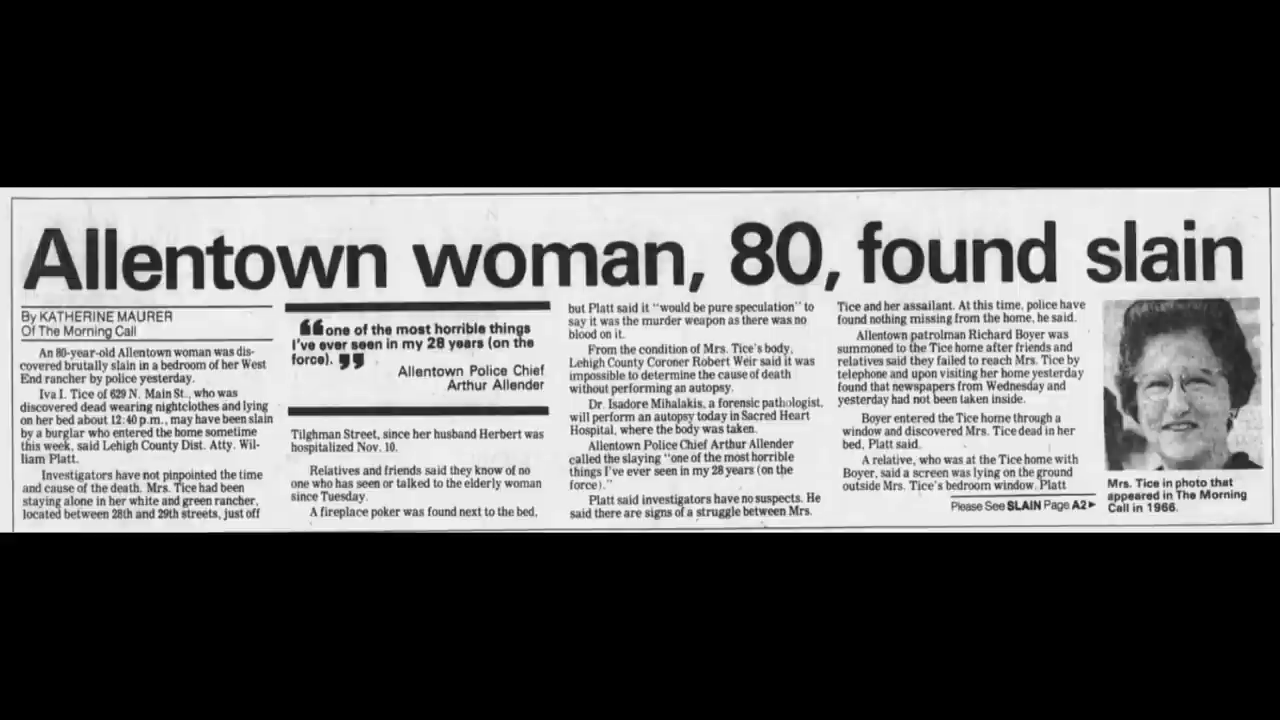 Allentown woman, 80, found slain
By KATHERINE MAURER
Of The Morning Call
An 80-year-old Allentown woman was dis-
covered brutally slain in a bedroom of her West
End rancher by police yesterday.
Iva I. Tice of 629 N. Main St., who was
discovered dead wearing nightclothes and lying
on her bed about 12:40 p.m., may have been slain
by a burglar who entered the home sometime
this week, said Lehigh County Dist. Atty. Wil-
liam Platt.
Investigators have not pinpointed the time
and cause of the death. Mrs. Tice had been
staying alone in her white and green rancher,
located between 28th and 29th streets, just off
❝one of the most horrible things
I've ever seen in my 28 years (on the
force).❞
Allentown Police Chief
Arthur Allender
Tilghman Street, since her husband Herbert was
hospitalized Nov. 10.
Relatives and friends said they know of no
one who has seen or talked to the elderly woman
since Tuesday.
A fireplace poker was found next to the bed,
but Platt said it "would be pure speculation" to
say it was the murder weapon as there was no
blood on it.
From the condition of Mrs. Tice's body,
Lehigh County Coroner Robert Weir said it was
impossible to determine the cause of death
without performing an autopsy.
Dr. Isadore Mihalakis, a forensic pathologist,
will perform an autopsy today in Sacred Heart
Hospital, where the body was taken.
Allentown Police Chief Arthur Allender
called the slaying "one of the most horrible
things I've ever seen in my 28 years (on the
force)."
Platt said investigators have no suspects. He
said there are signs of a struggle between Mrs.
Tice and her assailant. At this time, police have
found nothing missing from the home, he said.
Allentown patrolman Richard Boyer was
summoned to the Tice home after friends and
relatives said they failed to reach Mrs. Tice by
telephone and upon visiting her home yesterday
found that newspapers from Wednesday and
yesterday had not been taken inside.
Boyer entered the Tice home through a
window and discovered Mrs. Tice dead in her
bed, Platt said.
A relative, who was at the Tice home with
Boyer, said a screen was lying on the ground
outside Mrs. Tice's bedroom window. Platt
Please See SLAIN Page A2▶
Mrs. Tice in photo that
appeared in The Morning
Call in 1966.